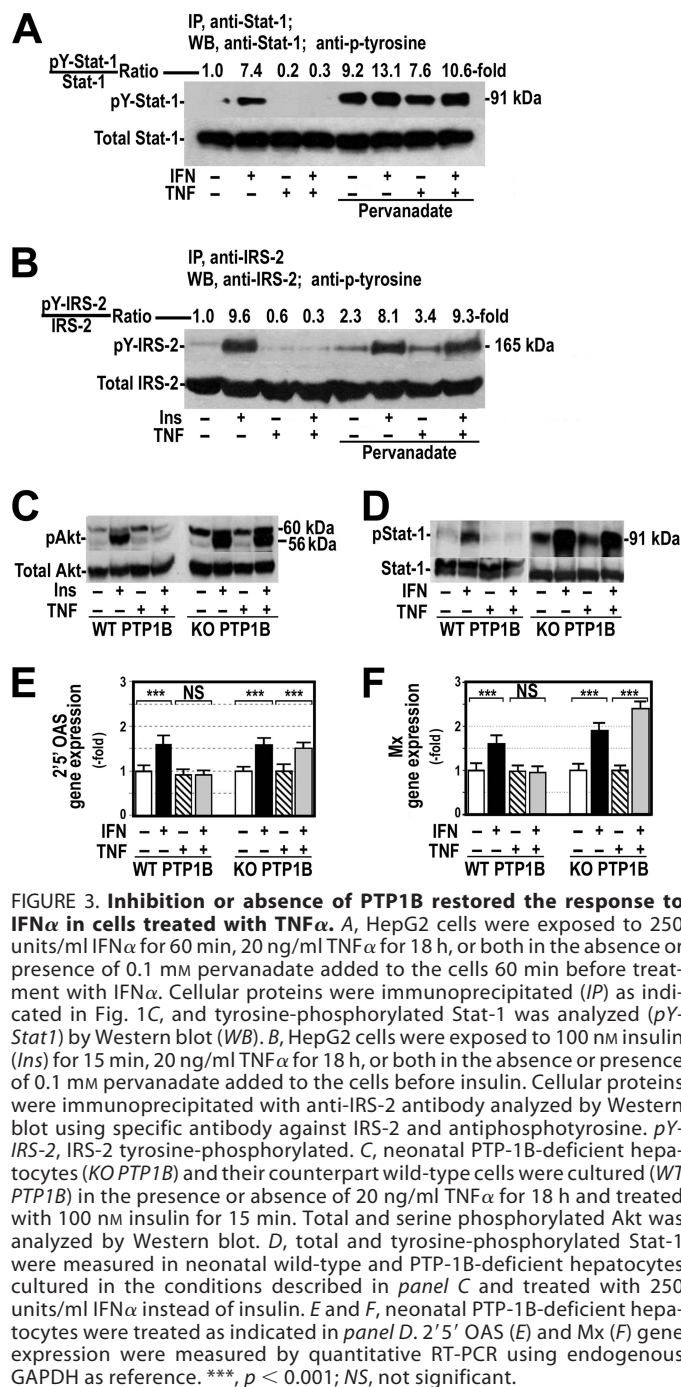 A
IP, anti-Stat-1;
WB, anti-Stat-1; anti-p-tyrosine
pY-Stat-1
Stat-1
Ratio 1.0 7.4 0.2 0.3 9.2 13.1 7.6 10.6-fold
pY-Stat-1- -91 kDa
Total Stat-1-
IFN – + – + – + – +
TNF – – + + – – + +
Pervanadate
B
IP, anti-IRS-2
WB, anti-IRS-2; anti-p-tyrosine
pY-IRS-2
IRS-2
Ratio 1.0 9.6 0.6 0.3 2.3 8.1 3.4 9.3-fold
pY-IRS-2- - 165 kDa
Total IRS-2-
Ins – + – + – + – +
TNF – – + + – – + +
Pervanadate
C
pAkt- -60 kDa
-56 kDa
Total Akt-
Ins – + – + – + – +
TNF – – + + – – + +
WT PTP1B KO PTP1B
D
pStat-1- -91 kDa
Stat-1-
IFN – + – + – + – +
TNF – – + + – – + +
WT PTP1B KO PTP1B
E
2'5' OAS
gene expression
(-fold)
3
2
1
0
*** NS *** ***
IFN – + – + – + – +
TNF – – + + – – + +
WT PTP1B KO PTP1B
F
Mx
gene expression
(-fold)
3
2
1
0
*** NS *** ***
IFN – + – + – + – +
TNF – – + + – – + +
WT PTP1B KO PTP1B
FIGURE 3. Inhibition or absence of PTP1B restored the response to
IFNα in cells treated with TNFα. A, HepG2 cells were exposed to 250
units/ml IFNα for 60 min, 20 ng/ml TNFα for 18 h, or both in the absence or
presence of 0.1 mM pervanadate added to the cells 60 min before treat-
ment with IFNα. Cellular proteins were immunoprecipitated (IP) as indi-
cated in Fig. 1C, and tyrosine-phosphorylated Stat-1 was analyzed (pY-
Stat1) by Western blot (WB). B, HepG2 cells were exposed to 100 nM insulin
(Ins) for 15 min, 20 ng/ml TNFα for 18 h, or both in the absence or presence
of 0.1 mM pervanadate added to the cells before insulin. Cellular proteins
were immunoprecipitated with anti-IRS-2 antibody analyzed by Western
blot using specific antibody against IRS-2 and antiphosphotyrosine. pY-
IRS-2, IRS-2 tyrosine-phosphorylated. C, neonatal PTP-1B-deficient hepa-
tocytes (KO PTP1B) and their counterpart wild-type cells were cultured (WT
PTP1B) in the presence or absence of 20 ng/ml TNFα for 18 h and treated
with 100 nM insulin for 15 min. Total and serine phosphorylated Akt was
analyzed by Western blot. D, total and tyrosine-phosphorylated Stat-1
were measured in neonatal wild-type and PTP-1B-deficient hepatocytes
cultured in the conditions described in panel C and treated with 250
units/ml IFNα instead of insulin. E and F, neonatal PTP-1B-deficient hepa-
tocytes were treated as indicated in panel D. 2'5' OAS (E) and Mx (F) gene
expression were measured by quantitative RT-PCR using endogenous
GAPDH as reference. ***, p < 0.001; NS, not significant.